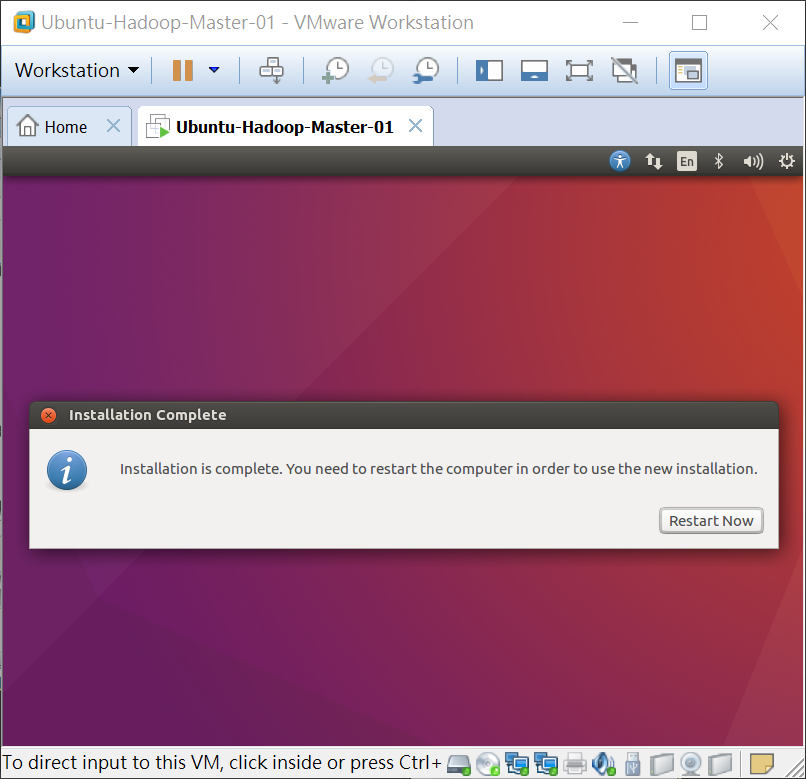 Ubuntu-Hadoop-Master-01 - VMware Workstation
Workstation
Home
Ubuntu-Hadoop-Master-01
En
Installation Complete
Installation is complete. You need to restart the computer in order to use the new installation.
Restart Now
To direct input to this VM, click inside or press Ctrl+